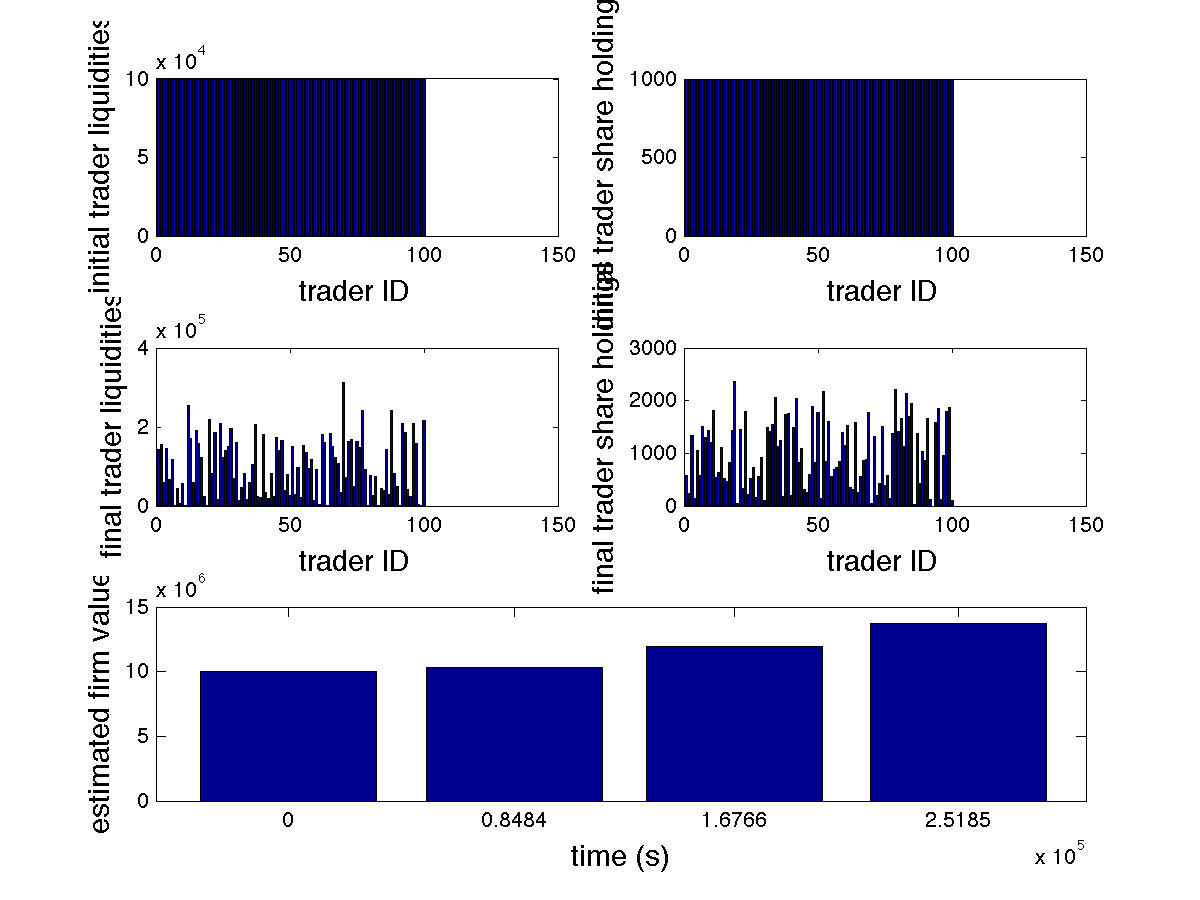 initial trader liquidities
x 10^4
10
5
0
0 50 100 150
trader ID
trader share holding
1000
500
0
0 50 100 150
trader ID
final trader liquidities
x 10^5
4
2
0
0 50 100 150
trader ID
final trader share holdings
3000
2000
1000
0
0 50 100 150
trader ID
estimated firm value
x 10^6
15
10
5
0
0 0.8484 1.6766 2.5185
time (s)
x 10^5